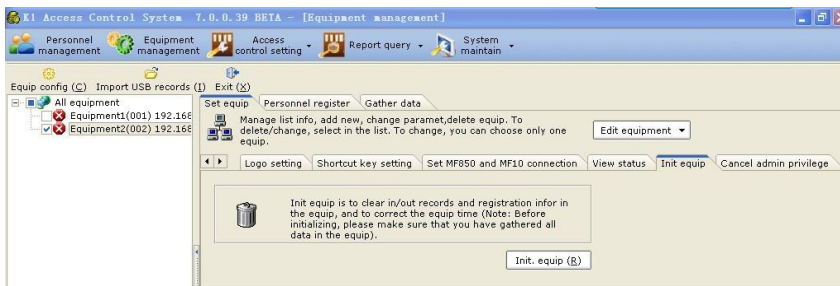 K1 Access Control System 7.0.0.39 BETA - [Equipment management]
Personnel management
Equipment management
Access control setting
Report query
System maintain
Equip config (C) Import USB records (I) Exit (X)
All equipment
Equipment1(001) 192.168
Equipment2(002) 192.168
Set equip Personnel register Gather data
Manage list info, add new, change paramet,delete equip. To
delete/change, select in the list. To change, you can choose only one
equip.
Edit equipment
Logo setting Shortcut key setting Set MF850 and MF10 connection View status Init equip Cancel admin privilege
Init equip is to clear in/out records and registration infor in
the equip, and to correct the equip time (Note: Before
initializing, please make sure that you have gathered all
data in the equip).
Init. equip (R)